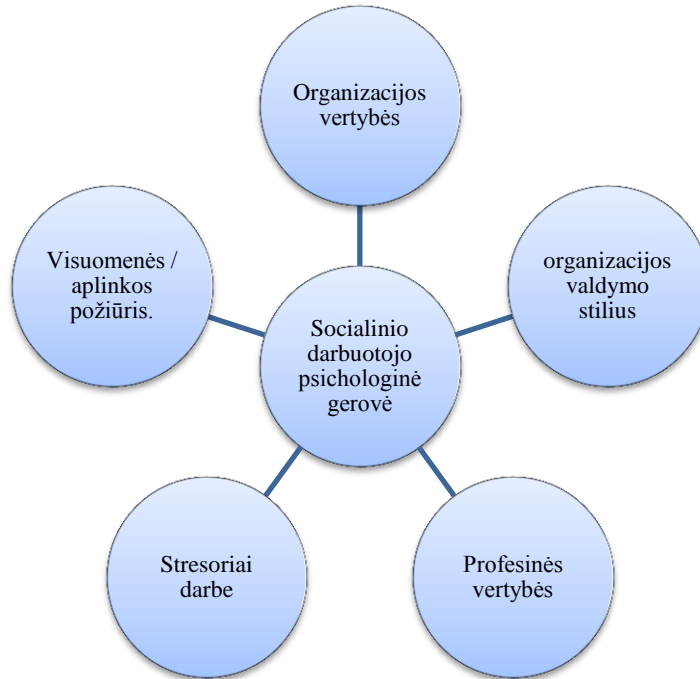 Organizacijos
vertybės
Visuomenės /
aplinkos
požiūris.
organizacijos
valdymo
stilius
Socialinio
darbuotojo
psichologinė
gerovė
Stresoriai
darbe
Profesinės
vertybės